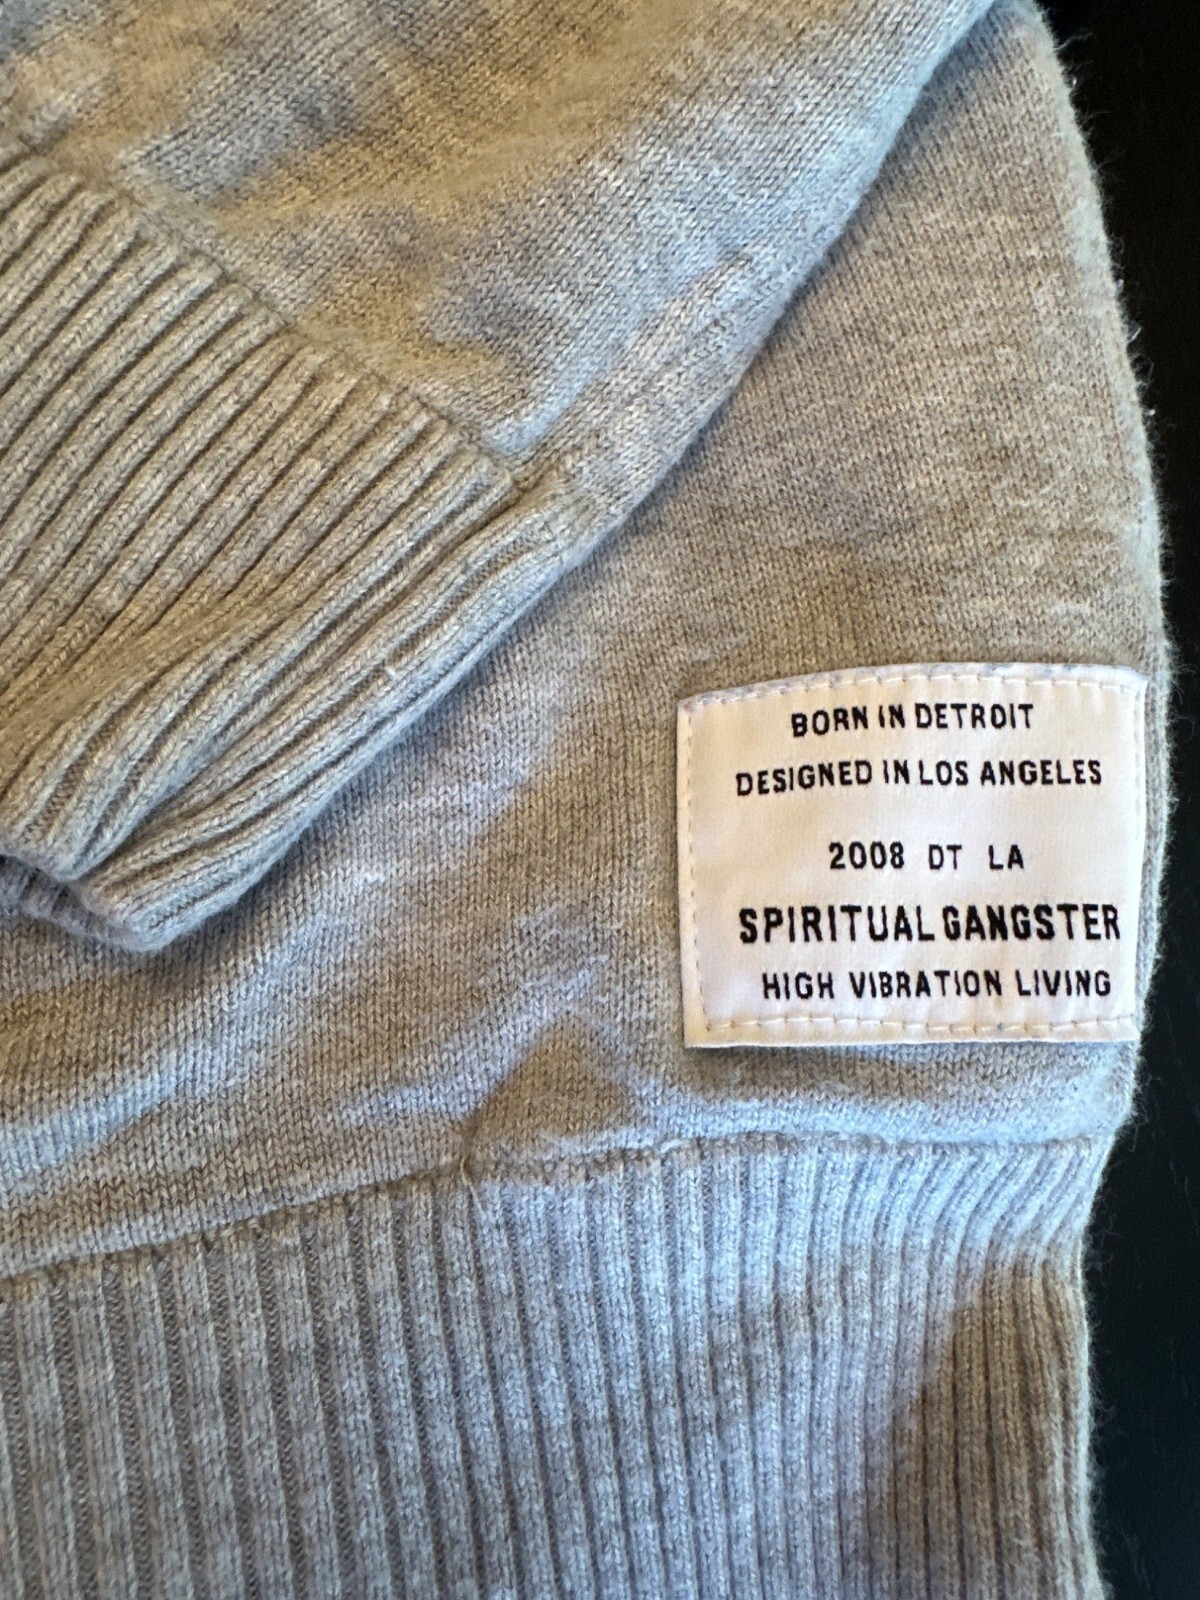 BORN IN DETROIT
DESIGNED IN LOS ANGELES
2008 DT LA
SPIRITUAL GANGSTER
HIGH VIBRATION LIVING